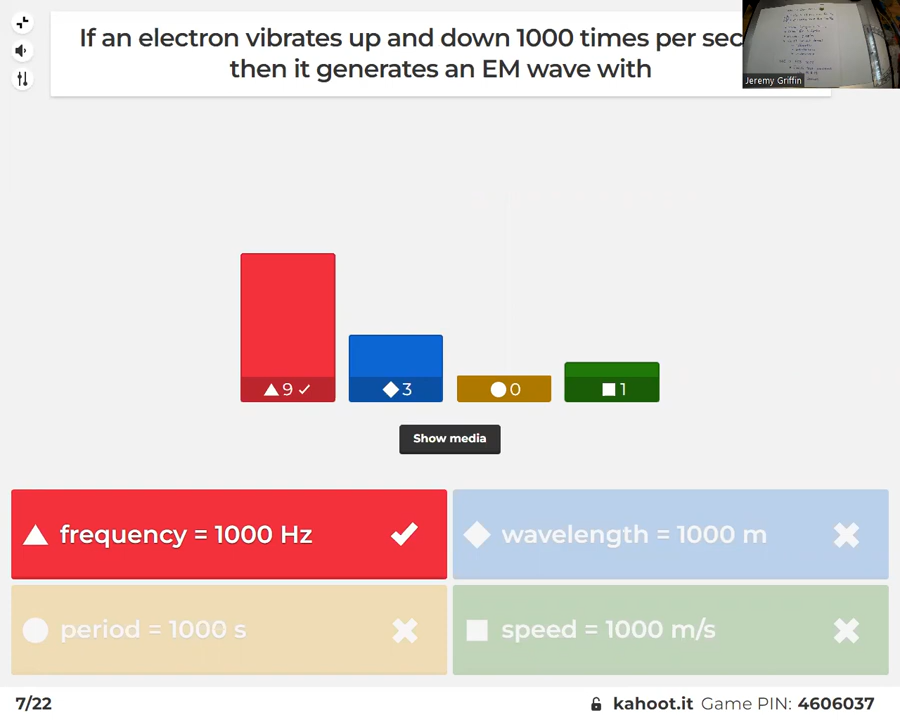 If an electron vibrates up and down 1000 times per sec
then it generates an EM wave with
Jeremy Griffin
9
3
0
1
Show media
frequency = 1000 Hz
wavelength = 1000 m
period = 1000 s
speed = 1000 m/s
7/22
kahoot.it Game PIN: 4606037